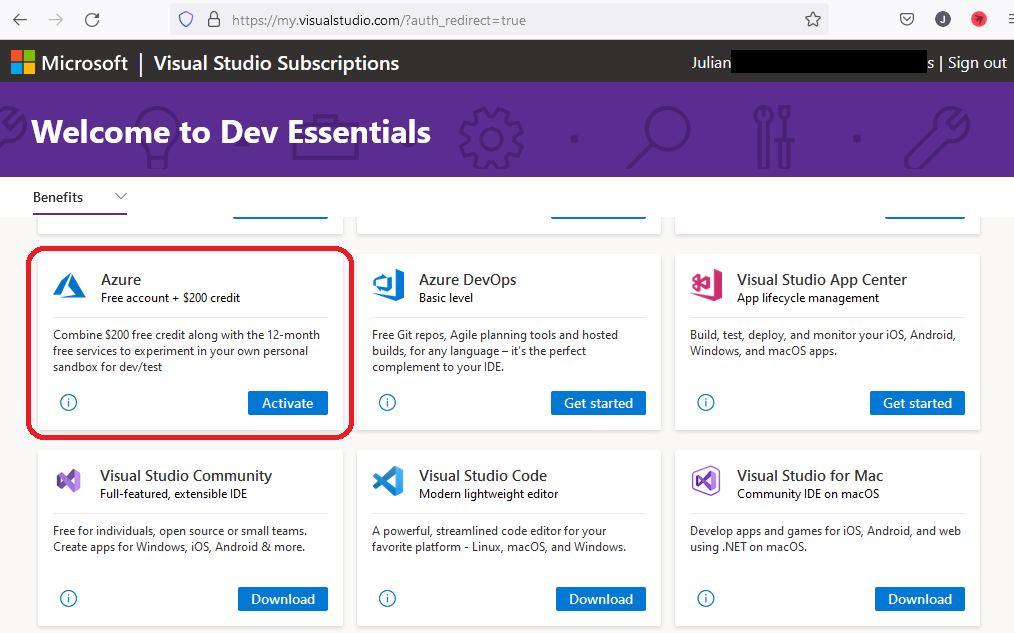 https://my.visualstudio.com/?auth_redirect=true
J
Microsoft | Visual Studio Subscriptions
Julian s | Sign out
Welcome to Dev Essentials
Benefits
Azure
Free account + $200 credit
Combine $200 free credit along with the 12-month
free services to experiment in your own personal
sandbox for dev/test
Activate
Azure DevOps
Basic level
Free Git repos, Agile planning tools and hosted
builds, for any language – it's the perfect
complement to your IDE.
Get started
Visual Studio App Center
App lifecycle management
Build, test, deploy, and monitor your iOS, Android,
Windows, and macOS apps.
Get started
Visual Studio Community
Full-featured, extensible IDE
Free for individuals, open source or small teams.
Create apps for Windows, iOS, Android & more.
Download
Visual Studio Code
Modern lightweight editor
A powerful, streamlined code editor for your
favorite platform - Linux, macOS, and Windows.
Download
Visual Studio for Mac
Community IDE on macOS
Develop apps and games for iOS, Android, and web
using .NET on macOS.
Download